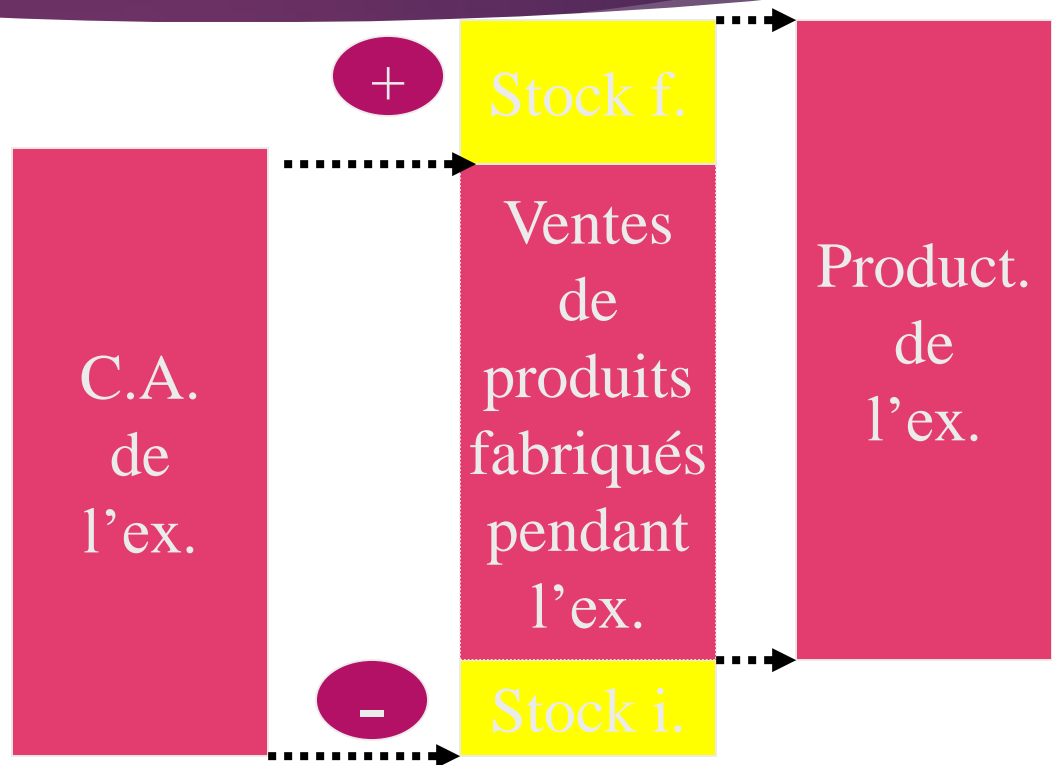 C.A.
de
l’ex.
+
-
Stock f.
Ventes
de
produits
fabriqués
pendant
l’ex.
Stock i.
Product.
de
l’ex.